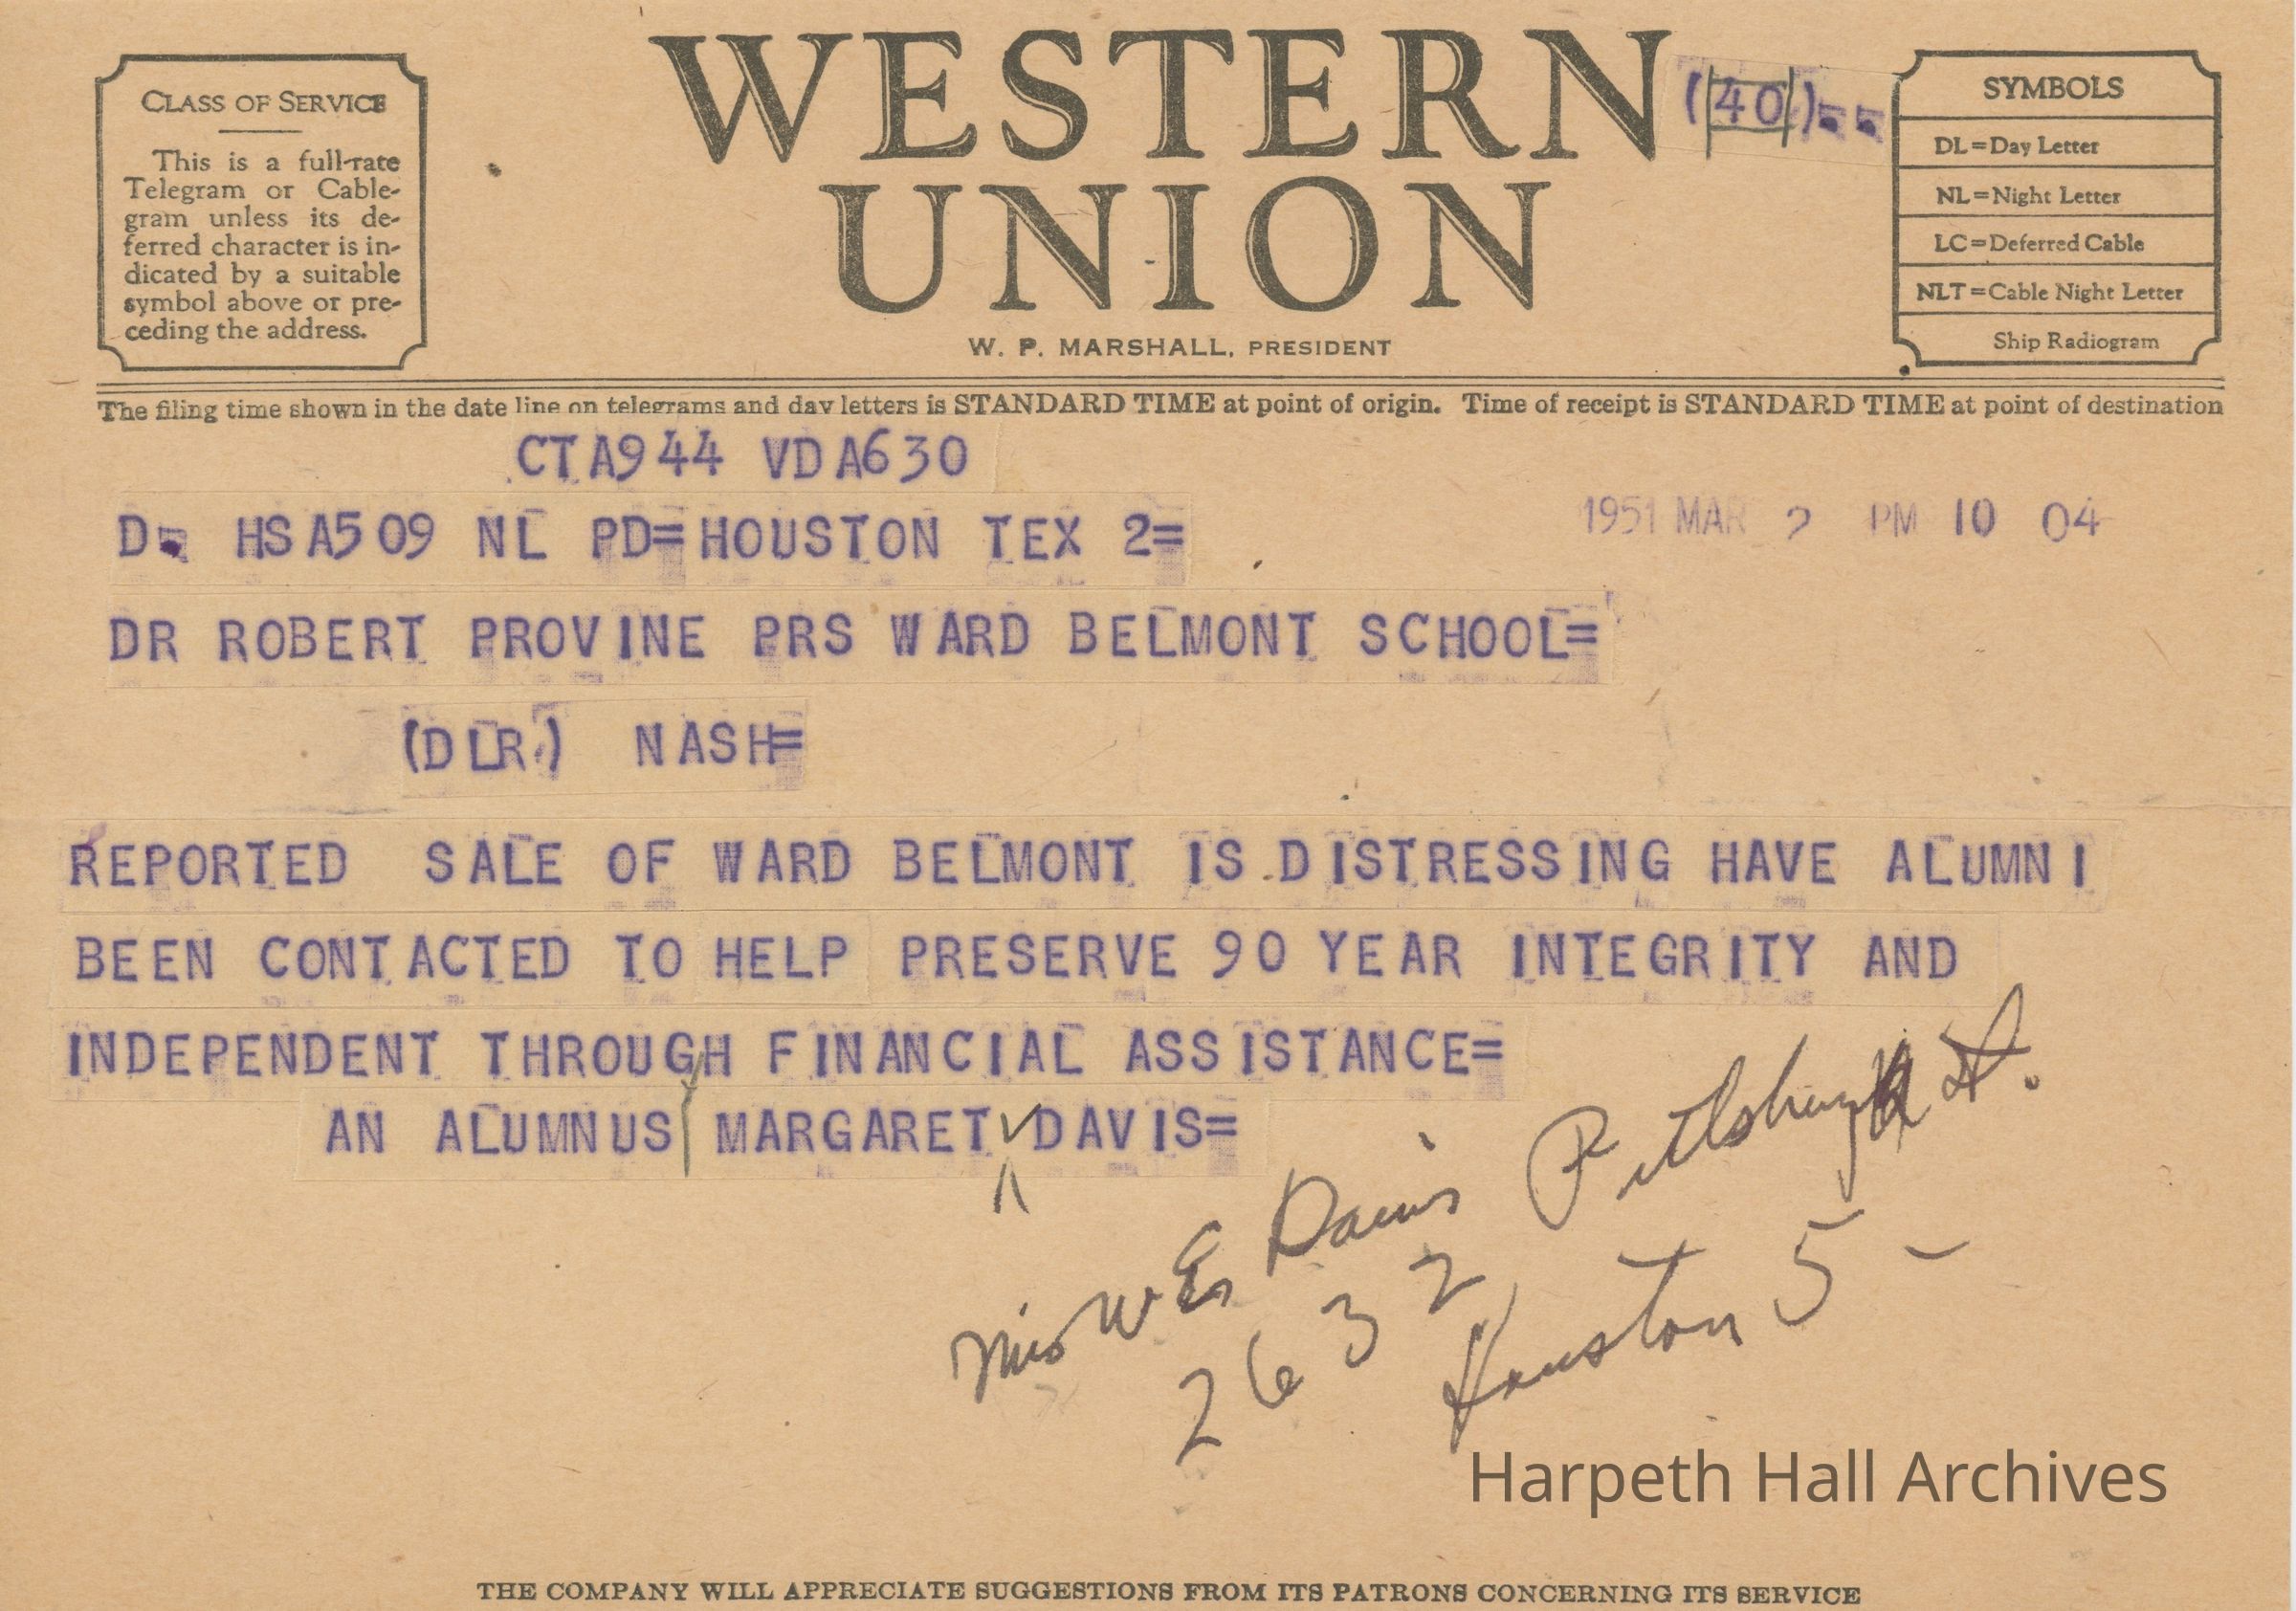 WESTERN
UNION
(40)
W. P. MARSHALL, PRESIDENT
CLASS OF SERVICE
This is a full-rate
Telegram or Cable-
gram unless its de-
ferred character is in-
dicated by a suitable
symbol above or pre-
ceding the address.
SYMBOLS
DL=Day Letter
NL=Night Letter
LC=Deferred Cable
NLT=Cable Night Letter
Ship Radiogram
The filing time shown in the date line on telegrams and day letters is STANDARD TIME at point of origin. Time of receipt is STANDARD TIME at point of destination
CTA944 VDA630
D HSA509 NL PD=HOUSTON TEX 2=
1951 MAR 2 PM 10 04
DR ROBERT PROVINE PRS WARD BELMONT SCHOOL=
(DLR) NASH=
REPORTED SALE OF WARD BELMONT IS DISTRESSING HAVE ALUMNI
BEEN CONTACTED TO HELP PRESERVE 90 YEAR INTEGRITY AND
INDEPENDENT THROUGH FINANCIAL ASSISTANCE=
AN ALUMNUS MARGARET DAVIS=
W E Davis
2632 Pittsburgh St.
Houston 5 -
Harpeth Hall Archives
THE COMPANY WILL APPRECIATE SUGGESTIONS FROM ITS PATRONS CONCERNING ITS SERVICE